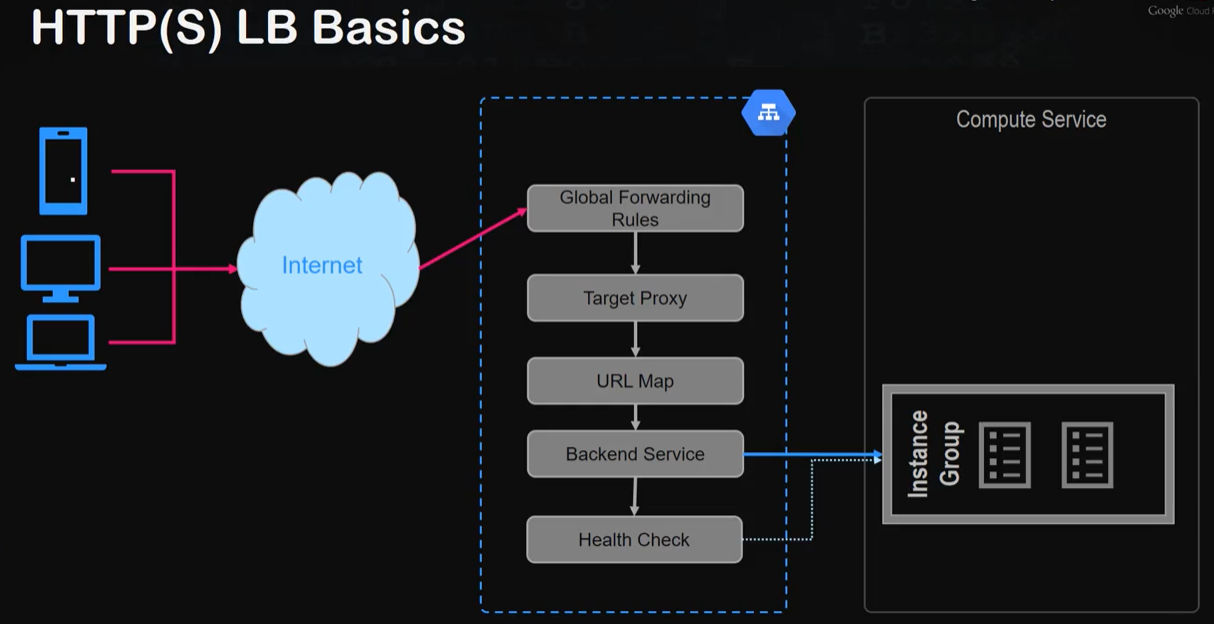 HTTP(S) LB Basics
Google Cloud
Compute Service
Global Forwarding
Rules
Internet
Target Proxy
URL Map
Backend Service
Instance
Group
Health Check